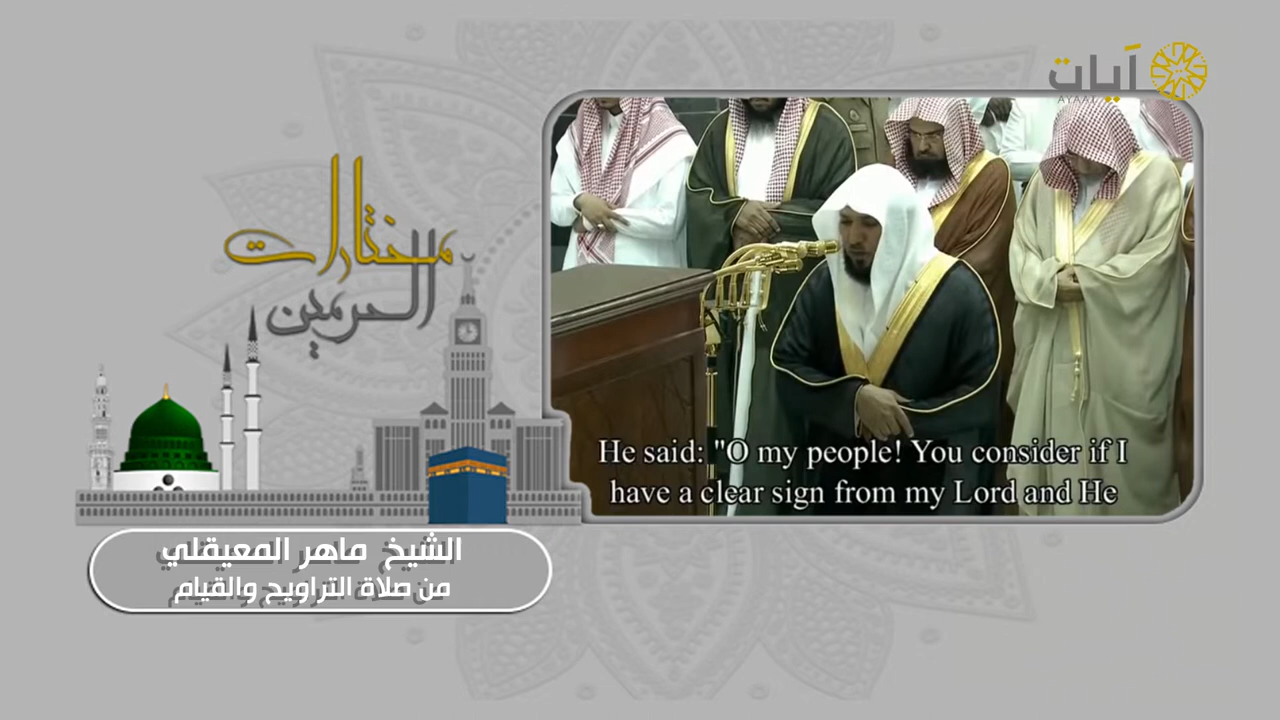 آيات
AYAAT
مختارات
الحرمين
He said: "O my people! You consider if I
have a clear sign from my Lord and He
الشيخ ماهر المعيقلي
من صلاة التراويح والقيام